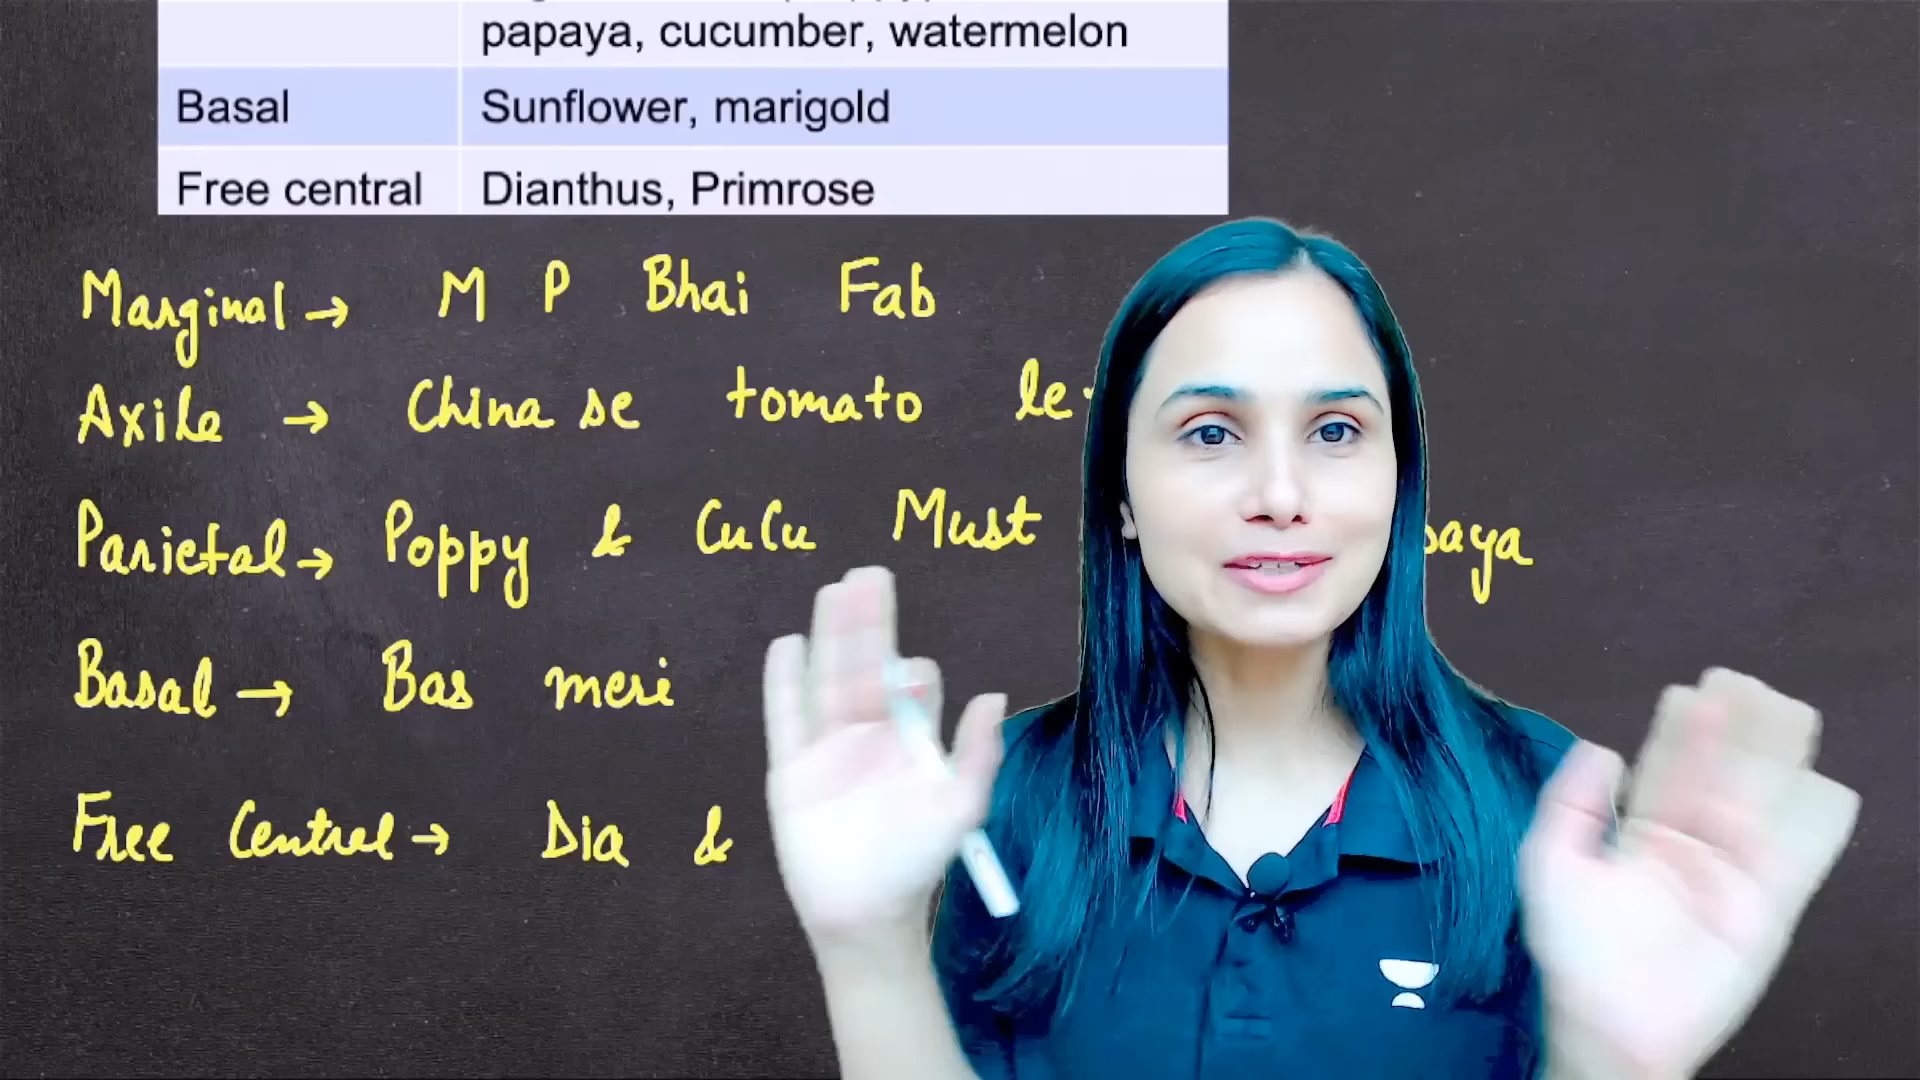 papaya, cucumber, watermelon
Basal Sunflower, marigold
Free central Dianthus, Primrose
Marginal → M P Bhai Fab
Axile → China se tomato le
Parietal → Poppy & CuCu Must paya
Basal → Bas meri
Free Central → Dia &